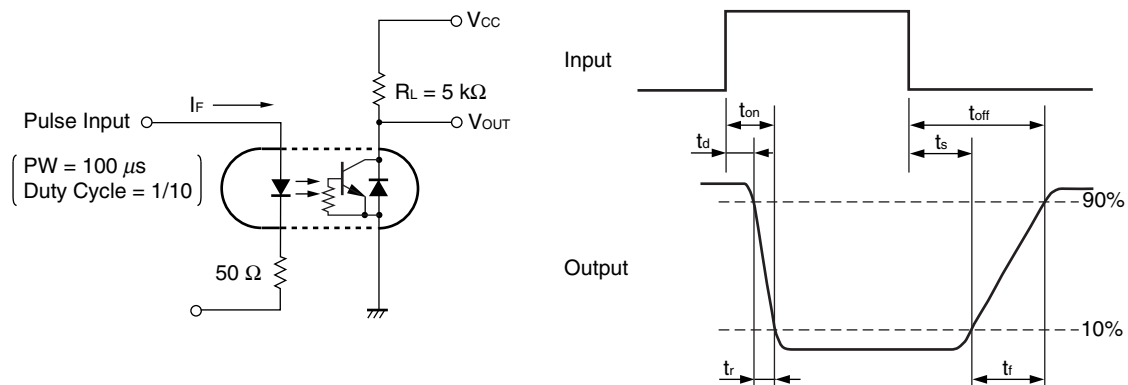 VCC
RL = 5 kΩ
IF
Pulse Input
VOUT
PW = 100 μs
Duty Cycle = 1/10
50 Ω
Input
ton
toff
td
ts
90%
Output
10%
tr
tf